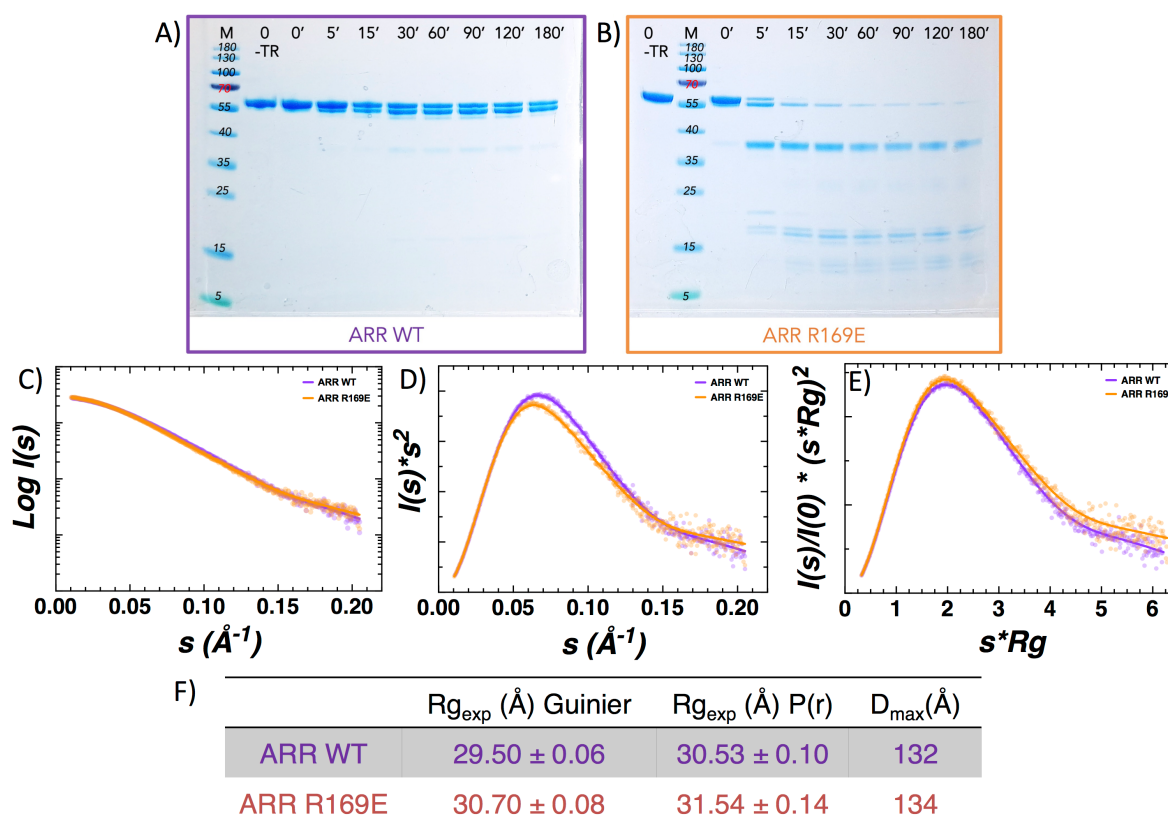 A)
M 0 0' 5' 15' 30' 60' 90' 120' 180'
-TR
180
130
100
70
55
40
35
25
15
5
ARR WT
B)
0 M 0' 5' 15' 30' 60' 90' 120' 180'
-TR
180
130
100
70
55
40
35
25
15
5
ARR R169E
C)
ARR WT
ARR R169E
Log I(s)
0.00 0.05 0.10 0.15 0.20
s (Å-1)
D)
ARR WT
ARR R169E
I(s)*s2
0.00 0.05 0.10 0.15 0.20
s (Å-1)
E)
ARR WT
ARR R169
I(s)/I(0) * (s*Rg)2
0 1 2 3 4 5 6
s*Rg
F)
Rgexp (Å) Guinier Rgexp (Å) P(r) Dmax(Å)
ARR WT 29.50 ± 0.06 30.53 ± 0.10 132
ARR R169E 30.70 ± 0.08 31.54 ± 0.14 134